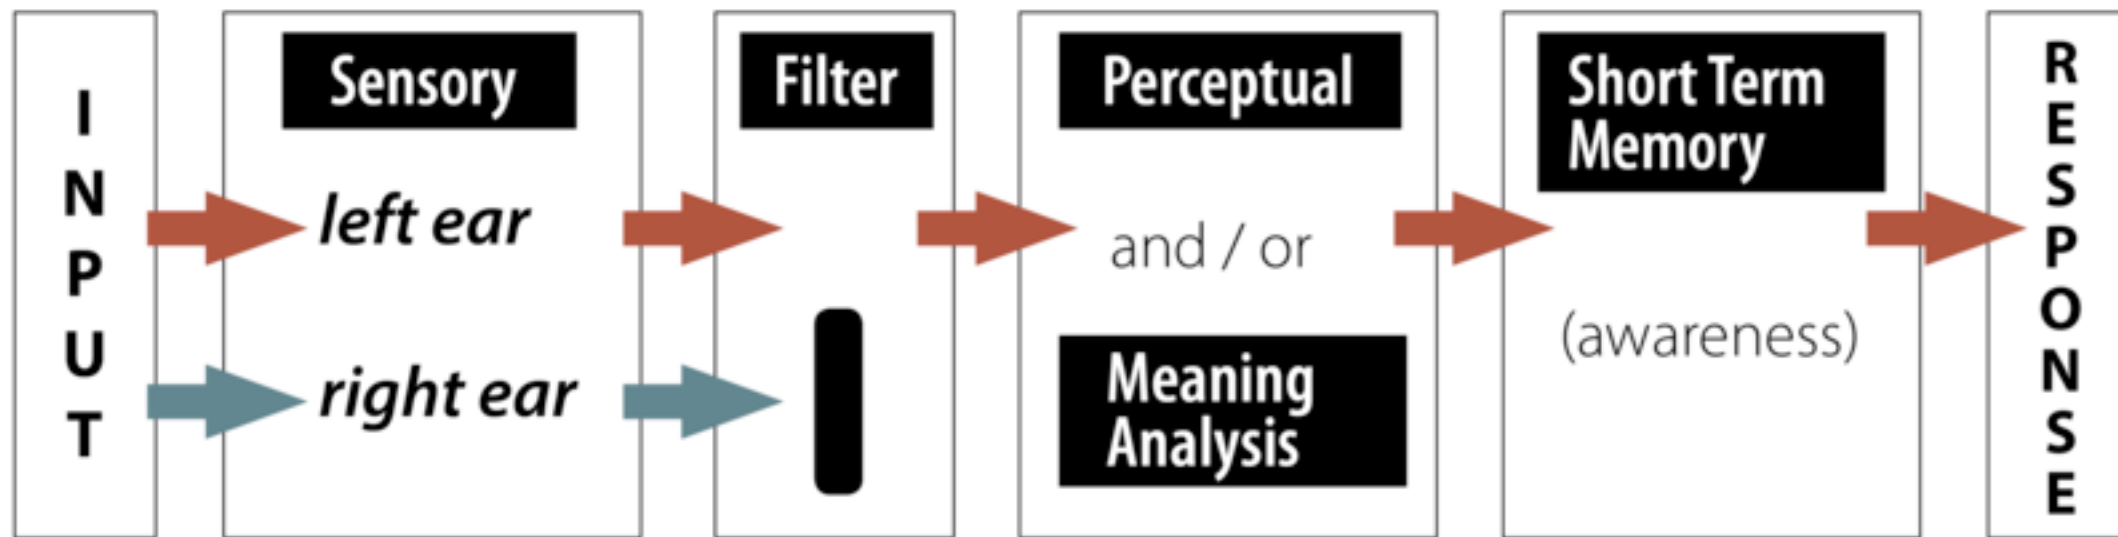 INPUT
Sensory
left ear
right ear
Filter
Perceptual
and / or
Meaning
Analysis
Short Term
Memory
(awareness)
RESPONSE